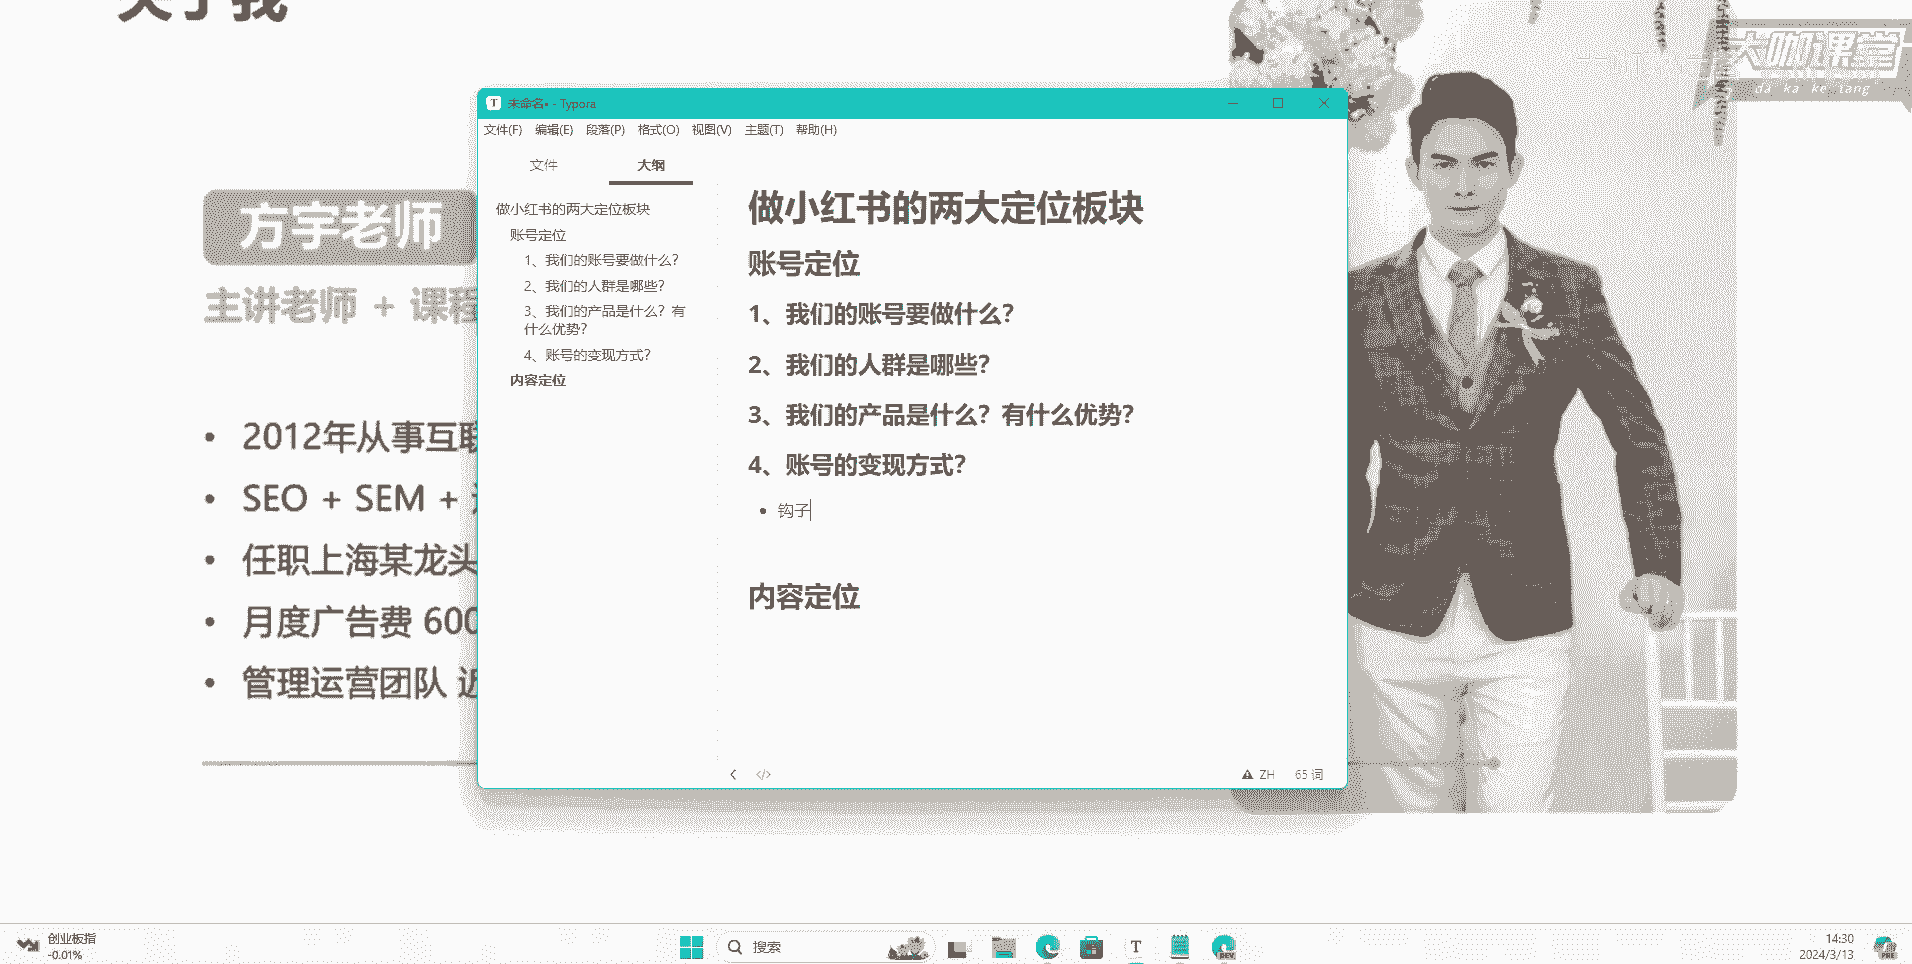 关于我
大咖课堂
da ka ke tang
未命名• - Typora
文件(F) 编辑(E) 段落(P) 格式(O) 视图(V) 主题(T) 帮助(H)
文件 大纲
做小红书的两大定位板块
账号定位
1、我们的账号要做什么？
2、我们的人群是哪些？
3、我们的产品是什么？有
什么优势？
4、账号的变现方式？
内容定位
做小红书的两大定位板块
账号定位
1、我们的账号要做什么？
2、我们的人群是哪些？
3、我们的产品是什么？有什么优势？
4、账号的变现方式？
• 钩子
内容定位
ZH 65 词
方宇老师
主讲老师 + 课程
• 2012年从事互联
• SEO + SEM +
• 任职上海某龙头
• 月度广告费 600
• 管理运营团队 近
创业板指
-0.01%
搜索
14:30
2024/3/13